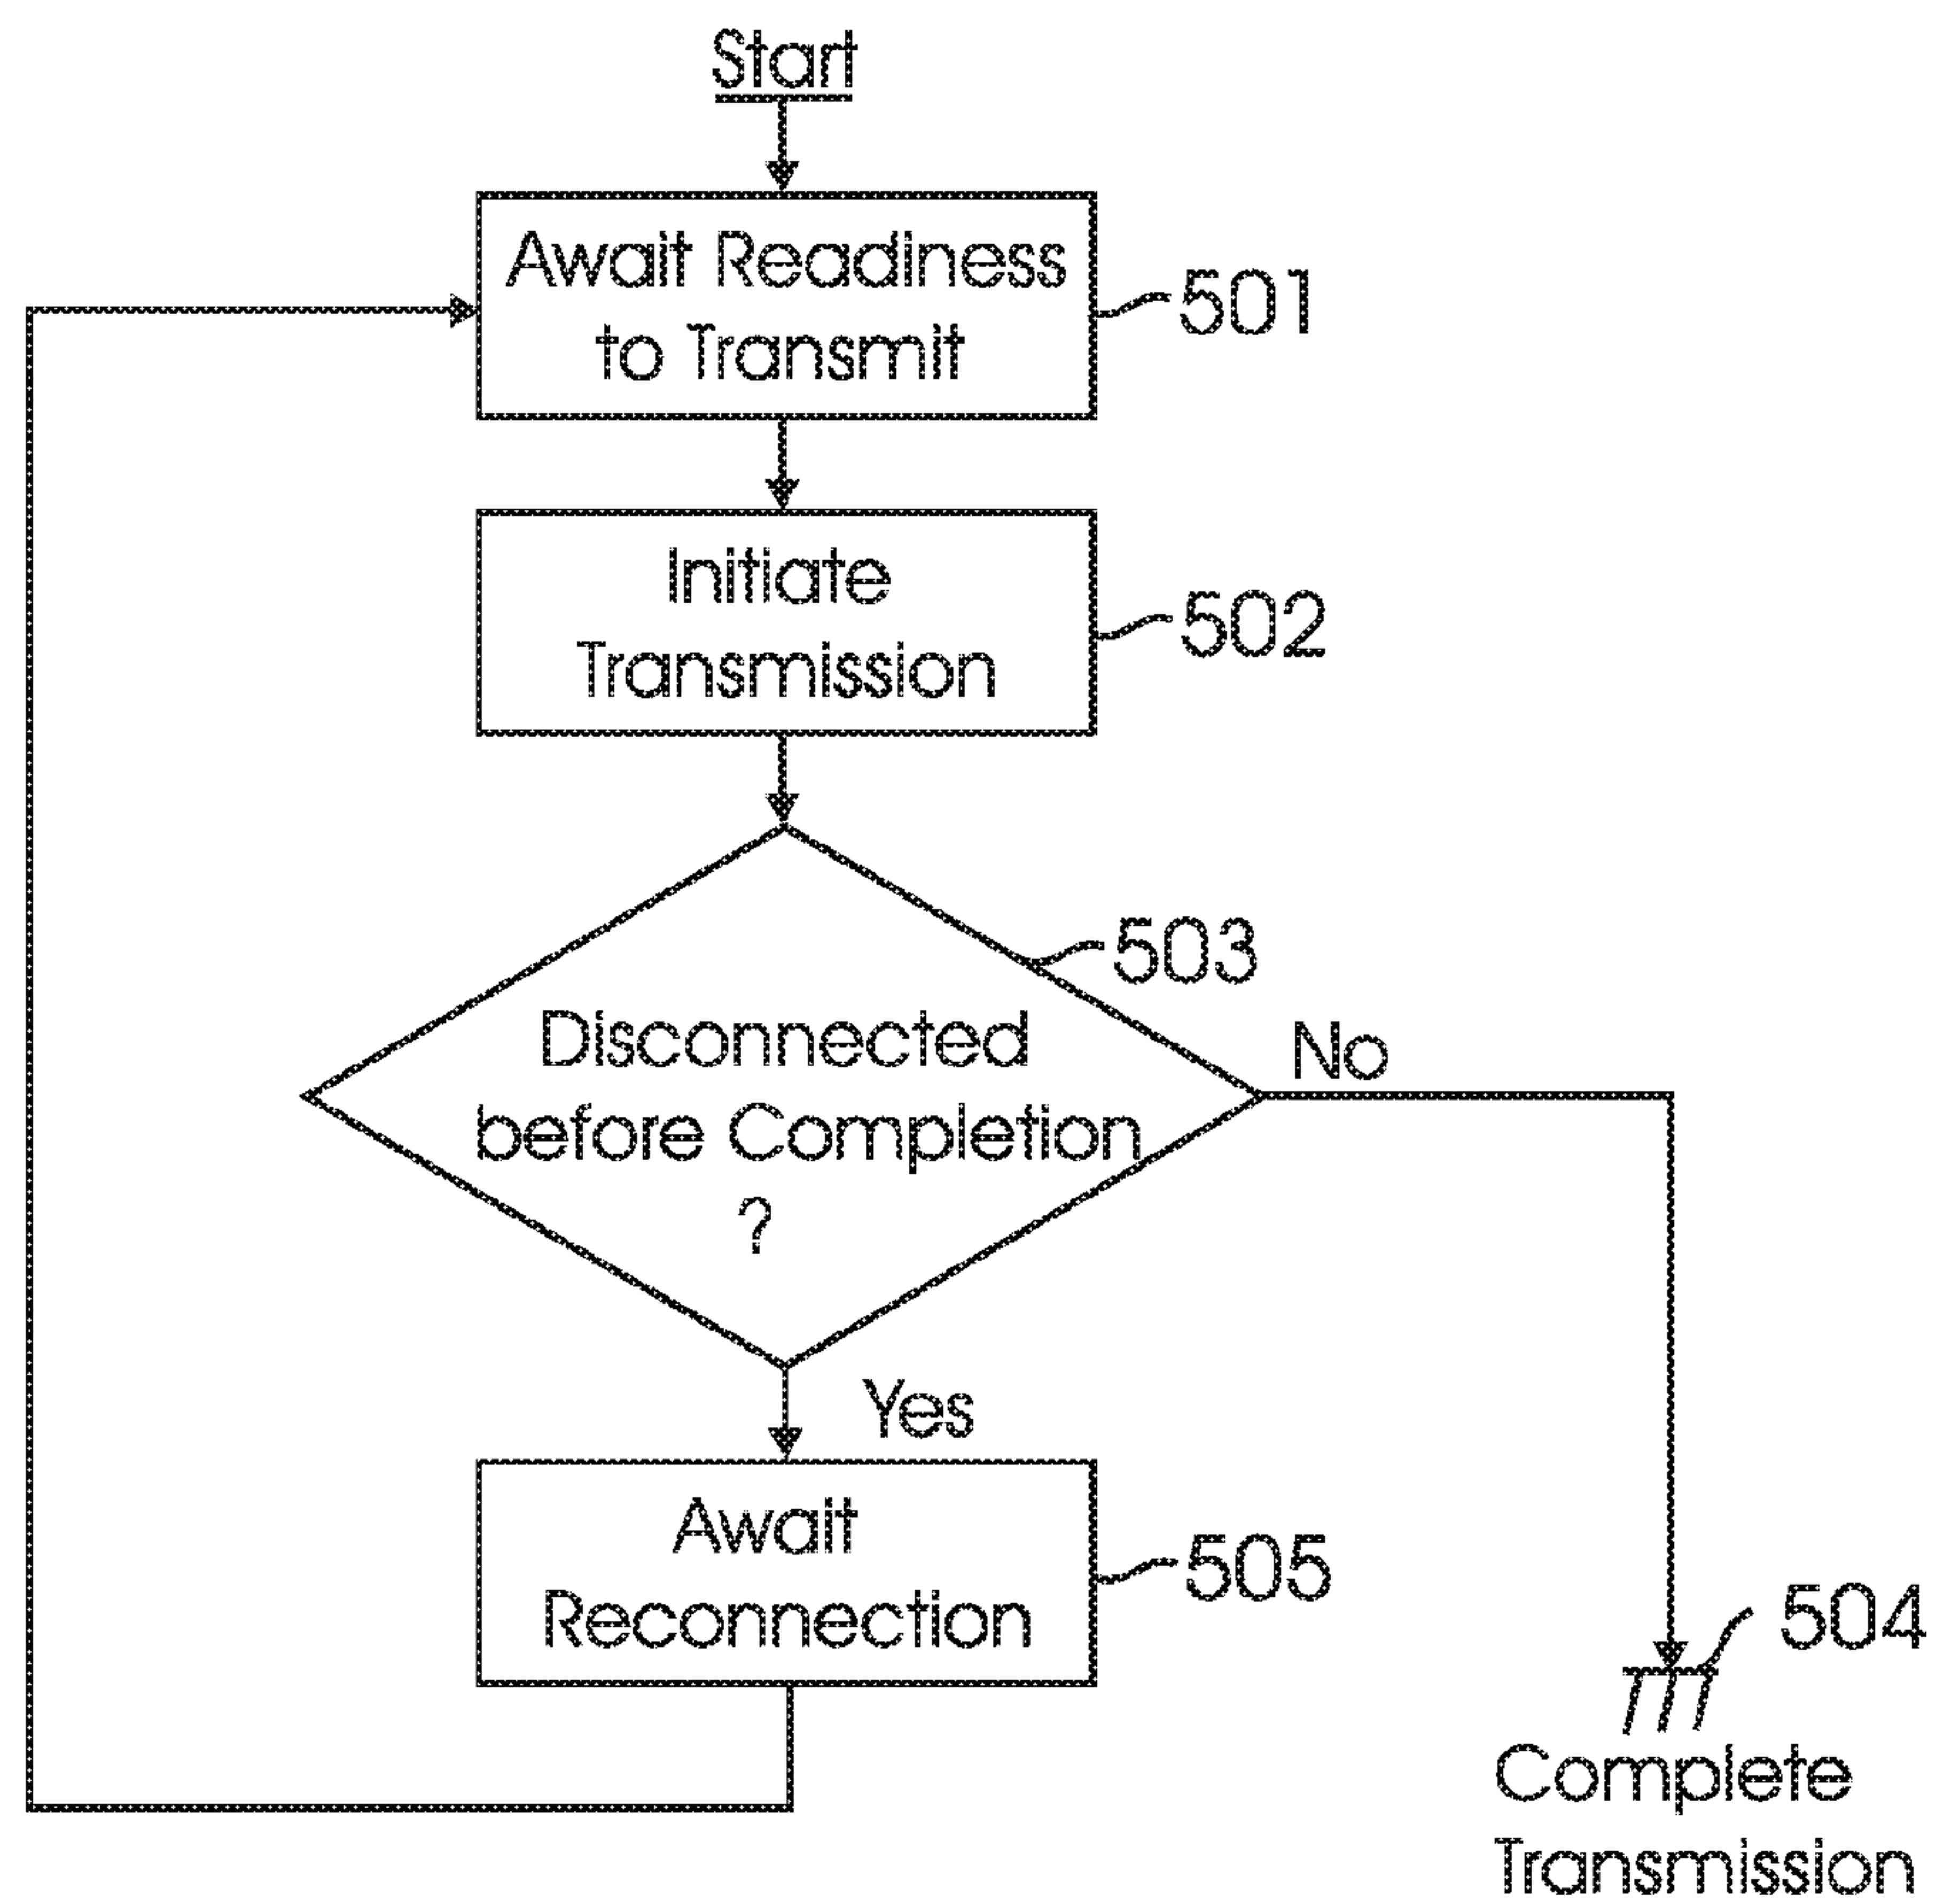 Start
Await Readiness
to Transmit
501
Initiate
Transmission
502
503
Disconnected
before Completion
?
No
Yes
Await
Reconnection
505
504
Complete
Transmission